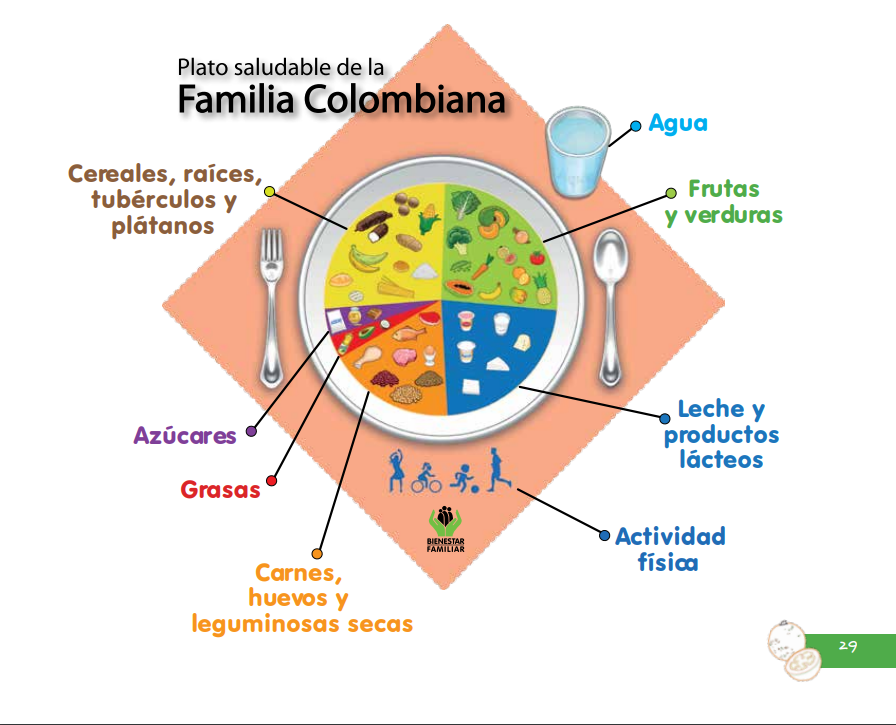 Plato saludable de la
Familia Colombiana
Agua
Cereales, raíces,
tubérculos y
plátanos
Frutas
y verduras
Leche y
productos
lácteos
Azúcares
Grasas
Actividad
física
BIENESTAR
FAMILIAR
Carnes,
huevos y
leguminosas secas
29